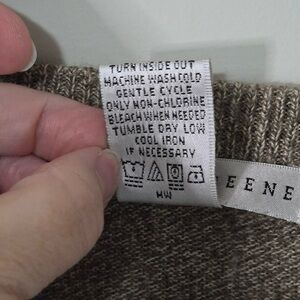 TURN INSIDE OUT
MACHINE WASH COLD
GENTLE CYCLE
ONLY NON-CHLORINE
BLEACH WHEN NEEDED
TUMBLE DRY LOW
COOL IRON
IF NECESSARY
MW
EENE